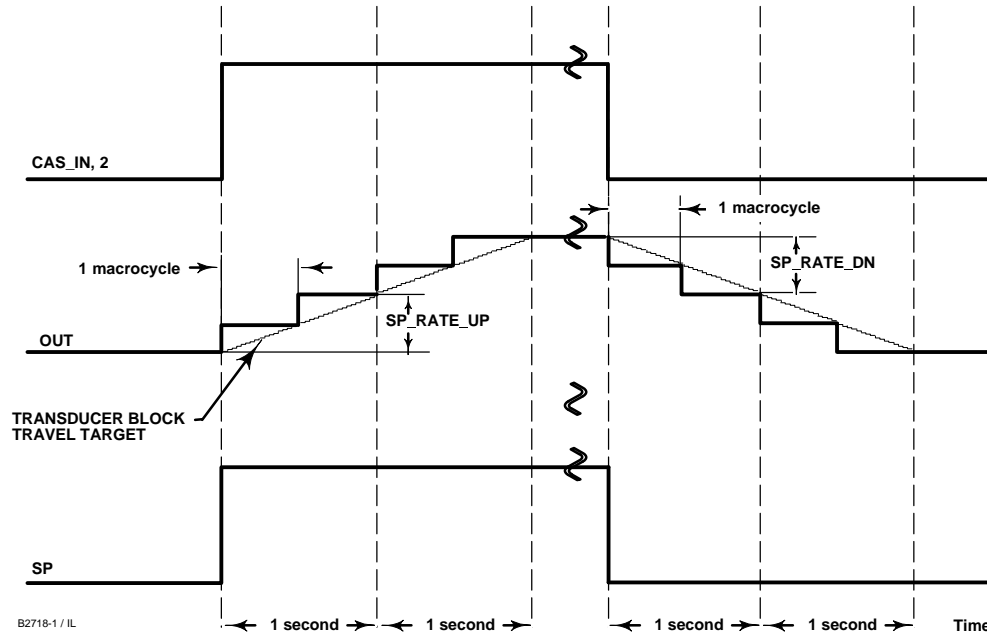 CAS_IN, 2
1 macrocycle
1 macrocycle
SP_RATE_DN
SP_RATE_UP
OUT
TRANSDUCER BLOCK
TRAVEL TARGET
SP
B2718-1 / IL
1 second
1 second
1 second
1 second
Time